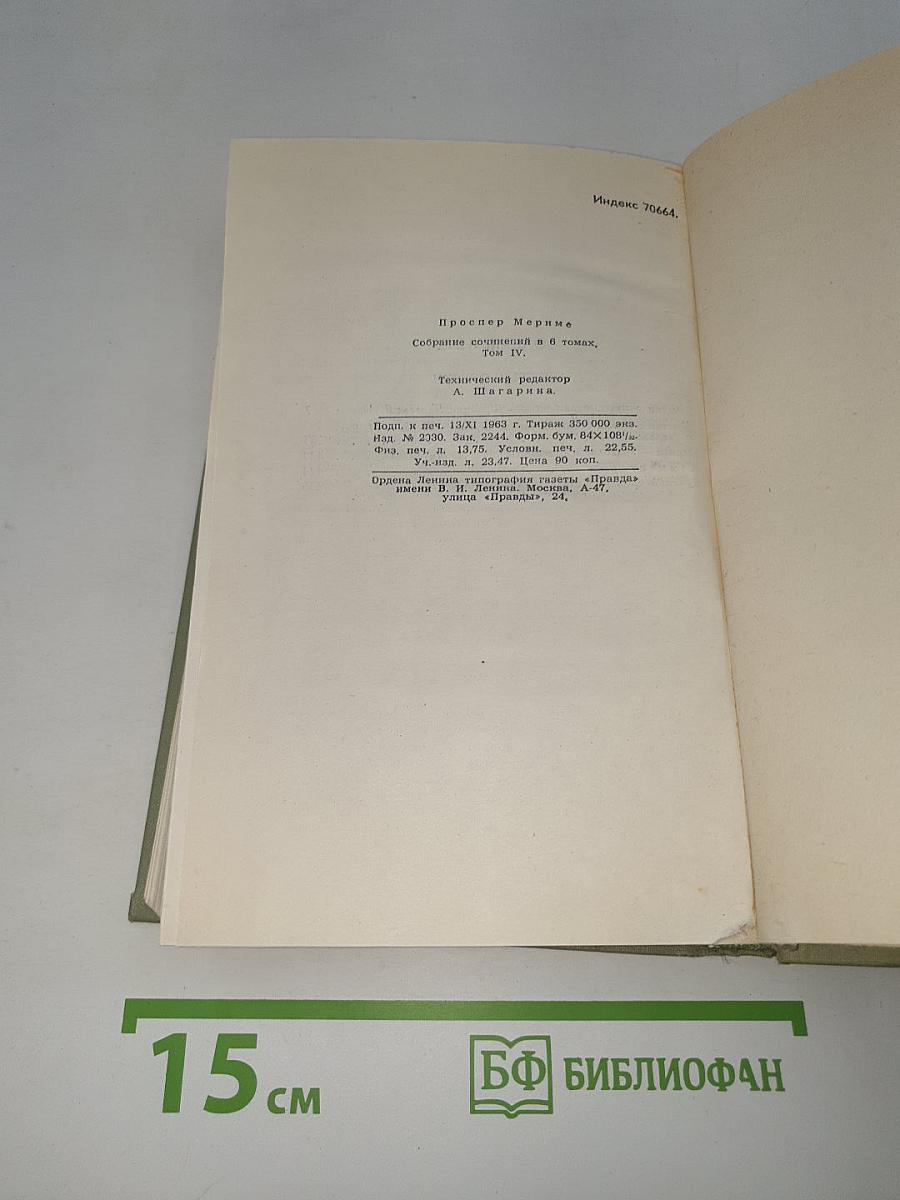 Индекс 70664.
Проспер Мериме
Собрание сочинений в 6 томах.
Том IV.
Технический редактор
А. Шагарина.
Подп. к печ. 13/XI 1963 г. Тираж 350 000 экз.
Изд. № 2030. Зак. 2244. Форм. бум. 84×108¹/₃₂.
Физ. печ. л. 13,75. Условн. печ. л. 22,55.
Уч.-изд. л. 23,47. Цена 90 коп.
Ордена Ленина типография газеты «Правда»
имени В. И. Ленина. Москва, А-47,
улица «Правды», 24.
15 см
БФ БИБЛИОФАН